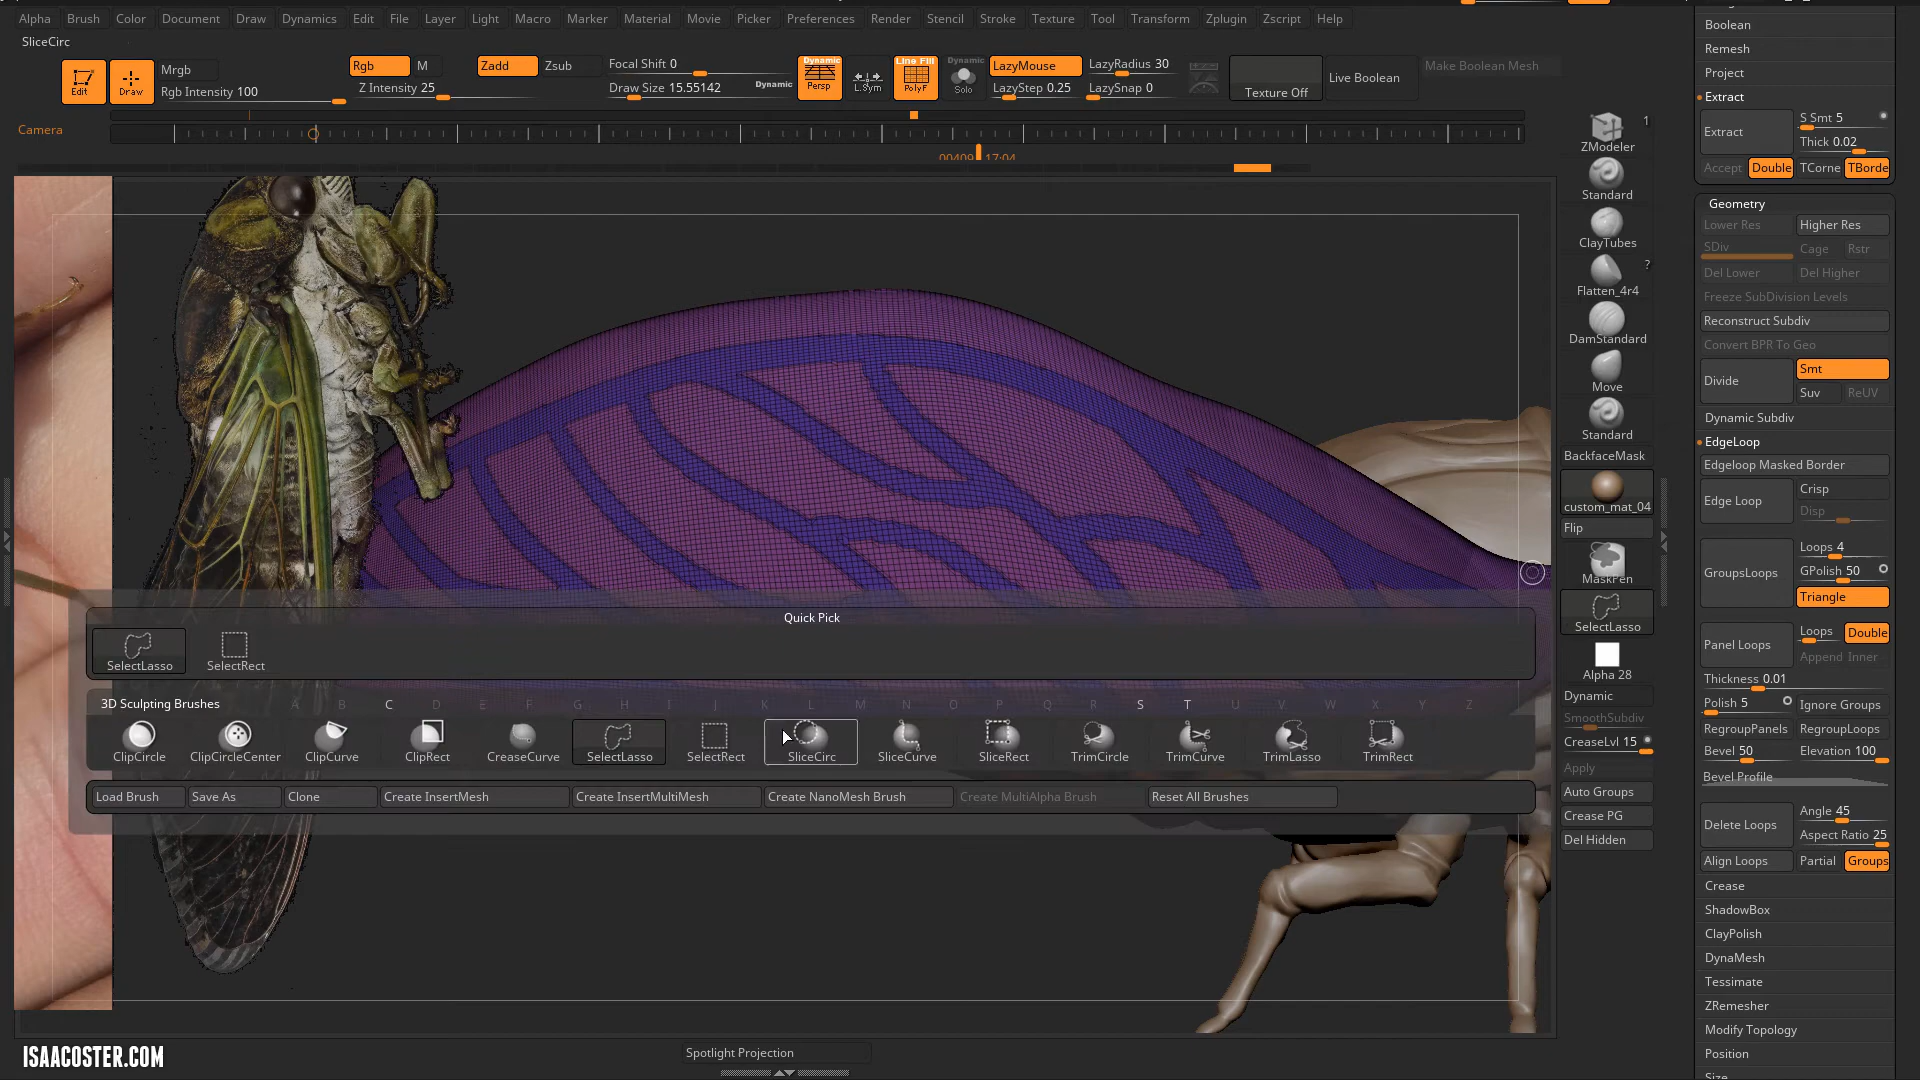 Alpha Brush Color Document Draw Dynamics Edit File Layer Light Macro Marker Material Movie Picker Preferences Render Stencil Stroke Texture Tool Transform Zplugin Zscript Help
SliceCirc
Edit
Draw
Mrgb
Rgb Intensity 100
Rgb
M
Z Intensity 25
Zadd
Zsub
Focal Shift 0
Draw Size 15.55142
Dynamic
Dynamic
Persp
L.Sym
Line Fill
PolyF
Dynamic
Solo
LazyMouse
LazyStep 0.25
LazyRadius 30
LazySnap 0
Texture Off
Live Boolean
Make Boolean Mesh
Camera
00409 17:04
1
ZModeler
Standard
ClayTubes
?
Flatten_4r4
DamStandard
Move
Standard
BackfaceMask
custom_mat_04
Flip
MaskPen
SelectLasso
Alpha 28
Dynamic
SmoothSubdiv
CreaseLvl 15
Apply
Auto Groups
Crease PG
Del Hidden
Quick Pick
SelectLasso
SelectRect
3D Sculpting Brushes
A B C D E F G H I J K L M N O P Q R S T U V W X Y Z
ClipCircle ClipCircleCenter ClipCurve ClipRect CreaseCurve SelectLasso SelectRect SliceCirc SliceCurve SliceRect TrimCircle TrimCurve TrimLasso TrimRect
Load Brush Save As Clone Create InsertMesh Create InsertMultiMesh Create NanoMesh Brush Create MultiAlpha Brush Reset All Brushes
Boolean
Remesh
Project
Extract
Extract
S Smt 5
Thick 0.02
Accept Double TCorne TBorde
Geometry
Lower Res Higher Res
SDiv Cage Rstr
Del Lower Del Higher
Freeze SubDivision Levels
Reconstruct Subdiv
Convert BPR To Geo
Divide
Smt
Suv ReUV
Dynamic Subdiv
EdgeLoop
Edgeloop Masked Border
Edge Loop
Crisp
Disp
GroupsLoops
Loops 4
GPolish 50
Triangle
Panel Loops
Loops Double
Append Inner
Thickness 0.01
Polish 5 Ignore Groups
RegroupPanels RegroupLoops
Bevel 50 Elevation 100
Bevel Profile
Delete Loops
Angle 45
Aspect Ratio 25
Align Loops Partial Groups
Crease
ShadowBox
ClayPolish
DynaMesh
Tessimate
ZRemesher
Modify Topology
Position
Size
ISAACOSTER.COM
Spotlight Projection